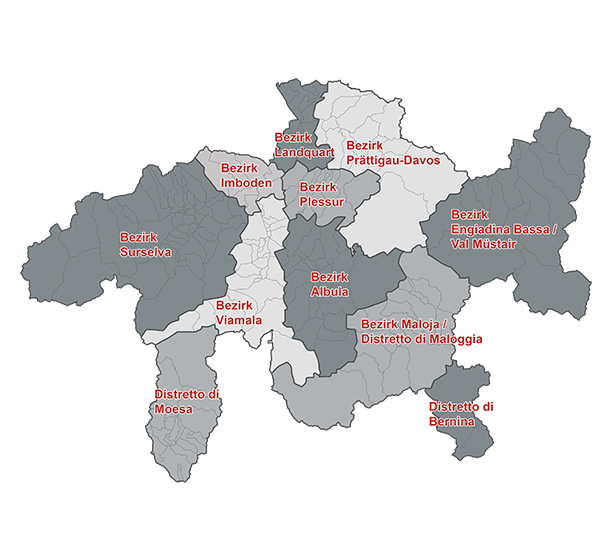 Bezirk
Landquart
Bezirk
Prättigau-Davos
Bezirk
Imboden
Bezirk
Plessur
Bezirk
Engiadina Bassa /
Val Müstair
Bezirk
Surselva
Bezirk
Albula
Bezirk
Viamala
Bezirk Maloja /
Distretto di Maloggia
Distretto di
Moesa
Distretto di
Bernina